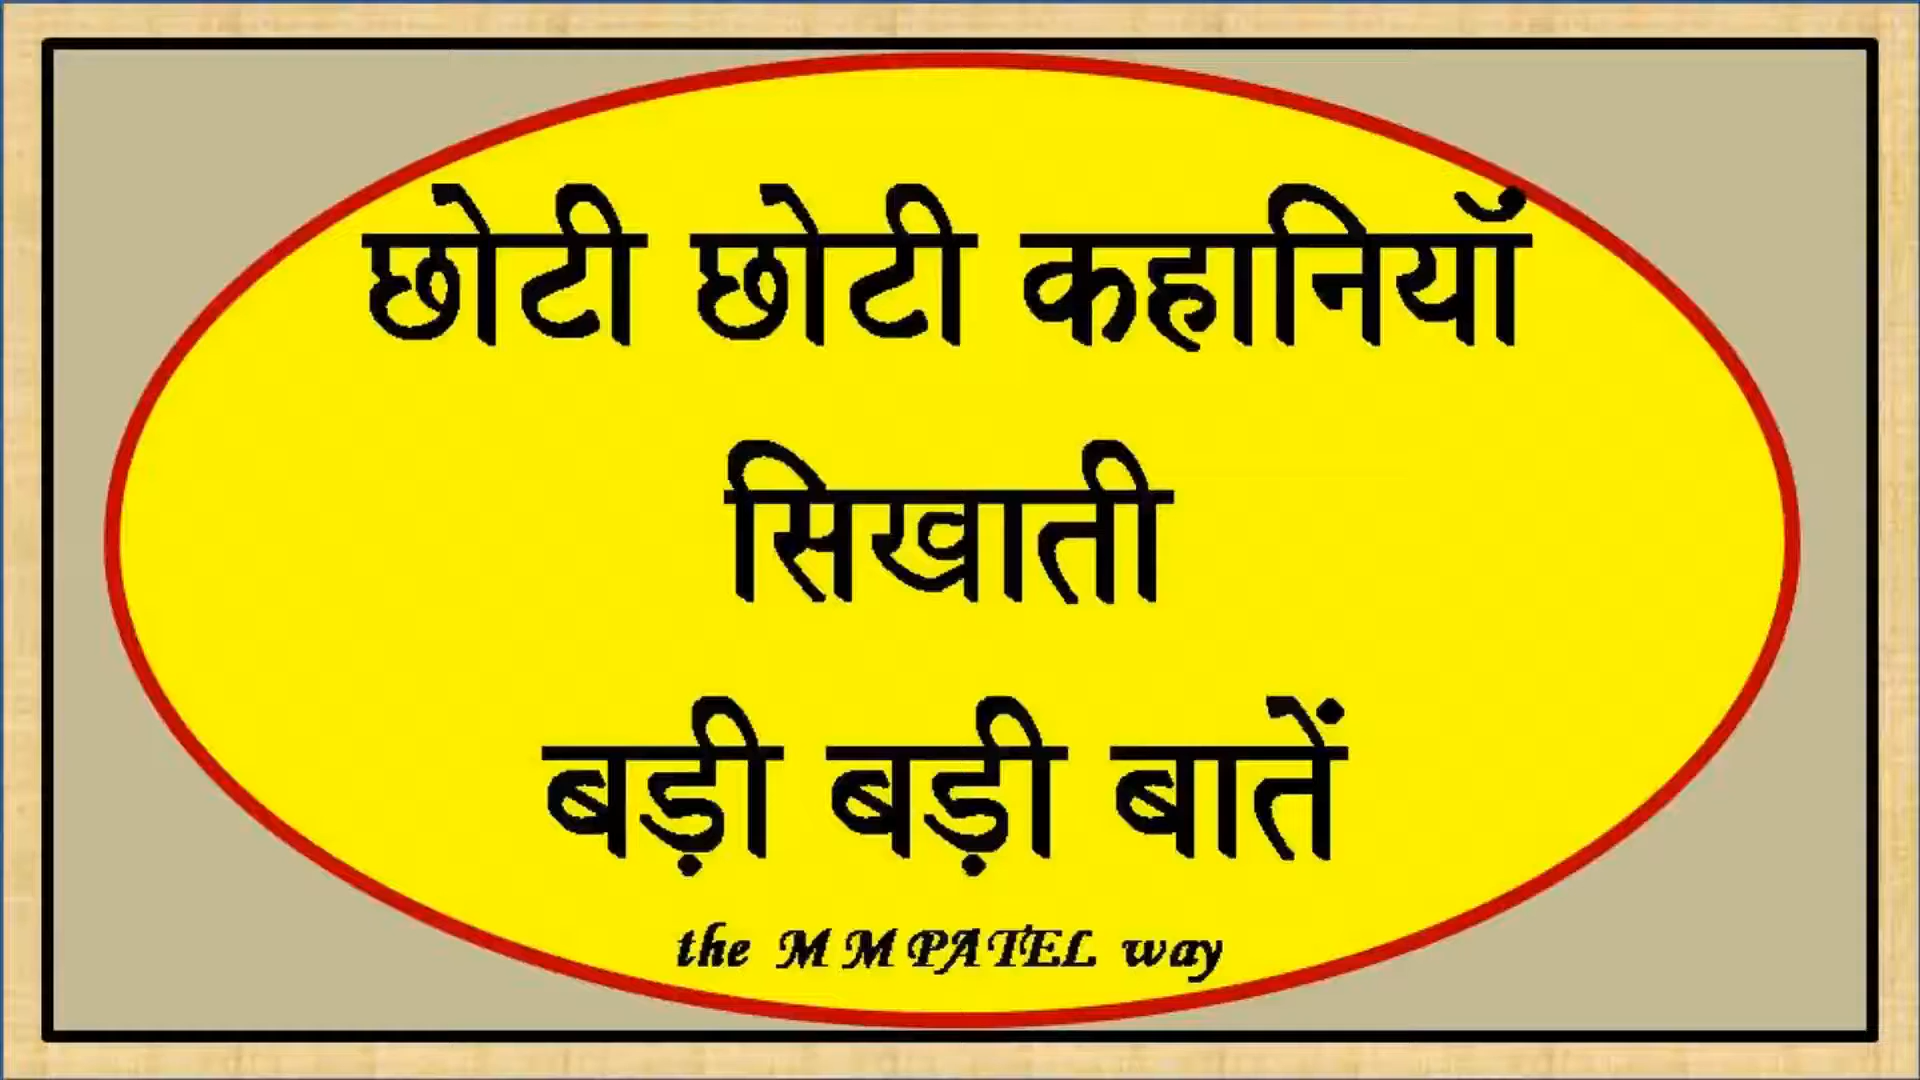 छोटी छोटी कहानियाँ
सिखाती
बड़ी बड़ी बातें
the M M PATEL way